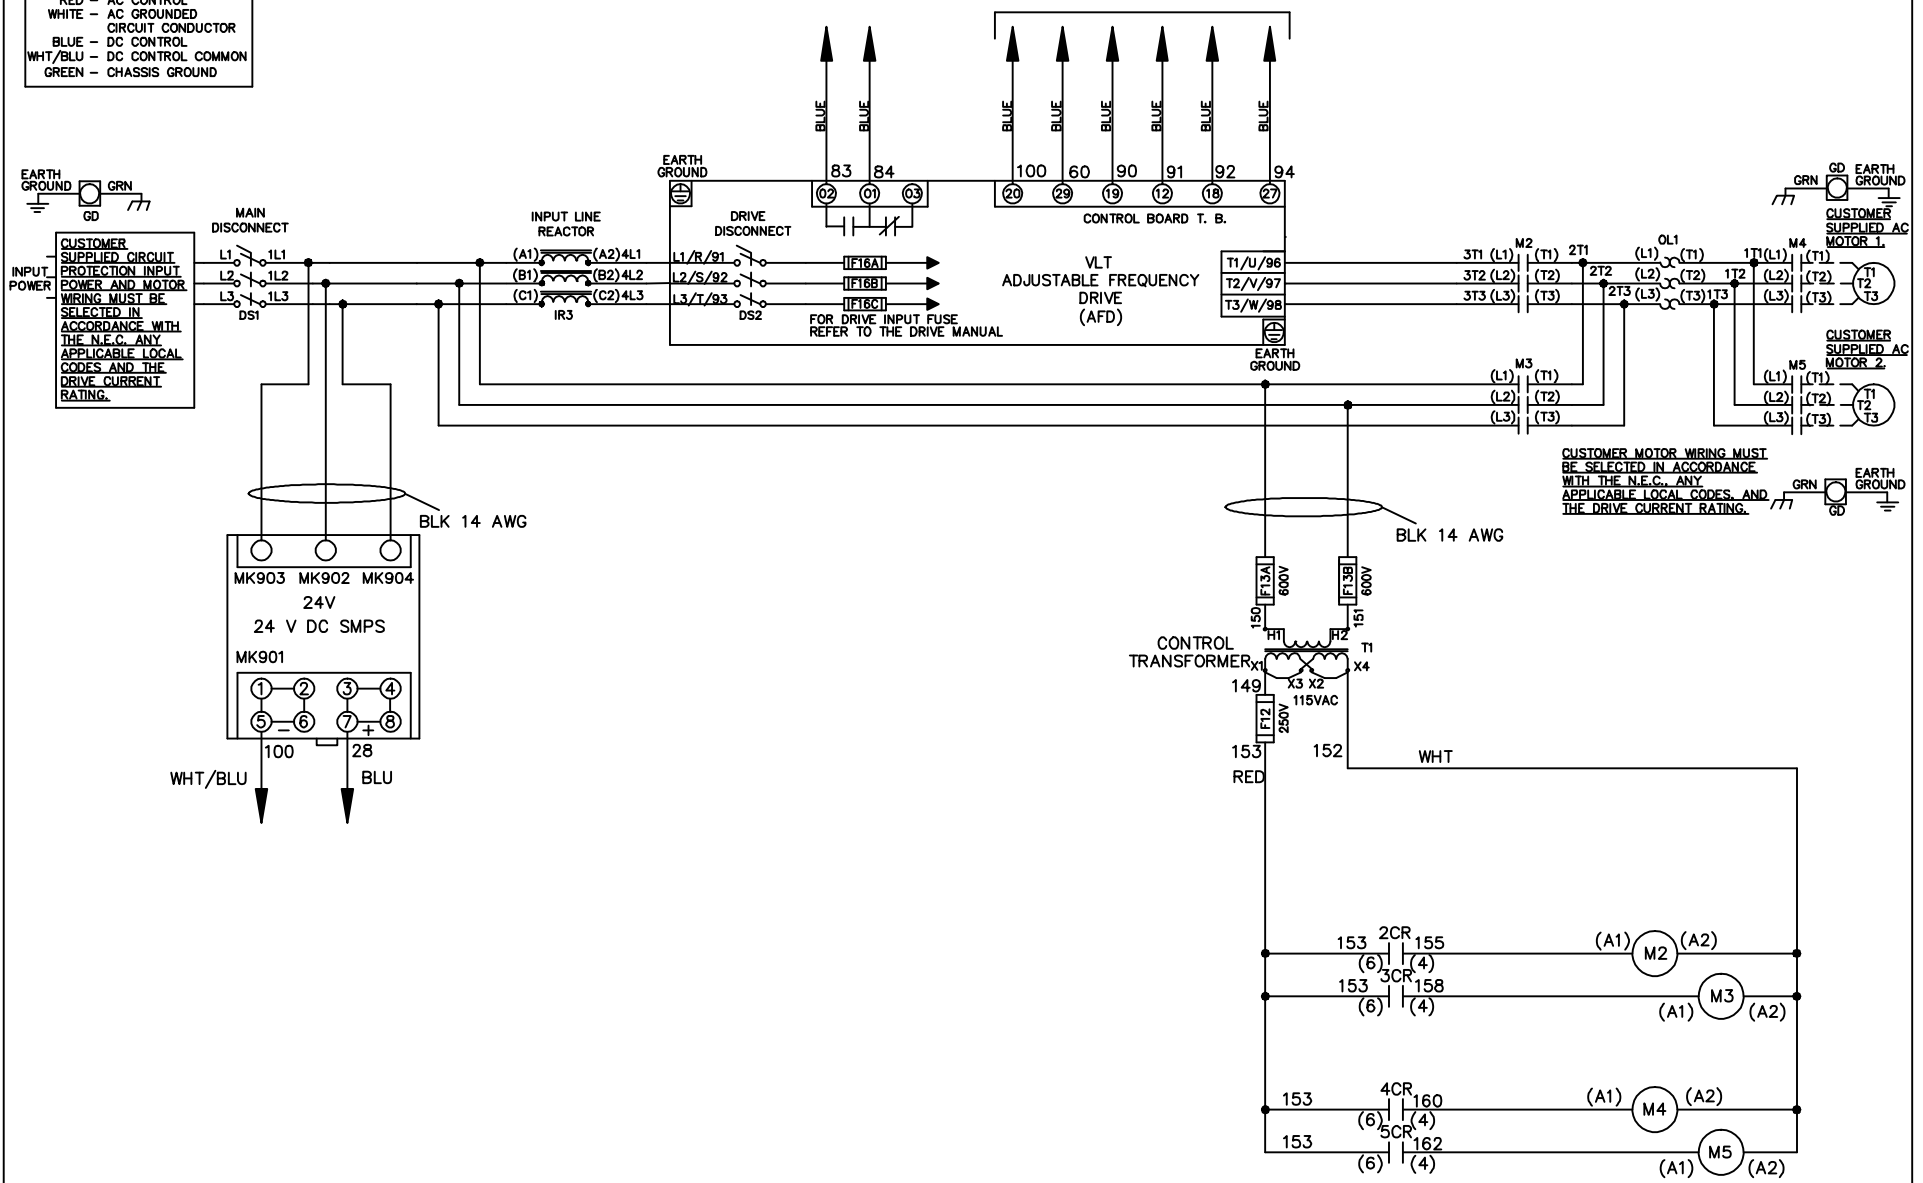 RED – AC CONTROL
WHITE – AC GROUNDED
CIRCUIT CONDUCTOR
BLUE – DC CONTROL
WHT/BLU – DC CONTROL COMMON
GREEN – CHASSIS GROUND
BLUE
BLUE
BLUE
BLUE
BLUE
BLUE
BLUE
BLUE
EARTH
GROUND
GRN
GD
INPUT
POWER
CUSTOMER
SUPPLIED CIRCUIT
PROTECTION INPUT
POWER AND MOTOR
WIRING MUST BE
SELECTED IN
ACCORDANCE WITH
THE N.E.C. ANY
APPLICABLE LOCAL
CODES AND THE
DRIVE CURRENT
RATING.
MAIN
DISCONNECT
L1 1L1
L2 1L2
L3 1L3
DS1
INPUT LINE
REACTOR
(A1) (A2) 4L1
(B1) (B2) 4L2
(C1) (C2) 4L3
IR3
EARTH
GROUND
L1/R/91
L2/S/92
L3/T/93
DRIVE
DISCONNECT
DS2
83 84
02 01 03
F16A
F16B
F16C
FOR DRIVE INPUT FUSE
REFER TO THE DRIVE MANUAL
100 60 90 91 92 94
20 29 19 12 18 27
CONTROL BOARD T. B.
VLT
ADJUSTABLE FREQUENCY
DRIVE
(AFD)
T1/U/96
T2/V/97
T3/W/98
EARTH
GROUND
M2
3T1 (L1) (T1) 2T1
3T2 (L2) (T2) 2T2
3T3 (L3) (T3) 2T3
OL1
(L1) (T1) 1T1
(L2) (T2) 1T2
(L3) (T3) 1T3
M4
(L1) (T1)
(L2) (T2)
(L3) (T3)
T1
T2
T3
GD
GRN
EARTH
GROUND
CUSTOMER
SUPPLIED AC
MOTOR 1.
M3
(L1) (T1)
(L2) (T2)
(L3) (T3)
CUSTOMER
SUPPLIED AC
MOTOR 2.
M5
(L1) (T1)
(L2) (T2)
(L3) (T3)
T1
T2
T3
CUSTOMER MOTOR WIRING MUST
BE SELECTED IN ACCORDANCE
WITH THE N.E.C., ANY
APPLICABLE LOCAL CODES, AND
THE DRIVE CURRENT RATING.
GRN
GD
EARTH
GROUND
BLK 14 AWG
MK903 MK902 MK904
24V
24 V DC SMPS
MK901
1 2 3 4
5 6 7 8
– +
100 28
WHT/BLU BLU
BLK 14 AWG
F13A
600V
F13B
600V
150
151
H1 H2
T1
CONTROL
TRANSFORMER
X1 X4
X3 X2
115VAC
149
F12
250V
153
RED
152
WHT
2CR
153 155
(6) (4)
(A1) M2 (A2)
3CR
153 158
(6) (4)
(A1) M3 (A2)
4CR
153 160
(6) (4)
(A1) M4 (A2)
5CR
153 162
(6) (4)
(A1) M5 (A2)